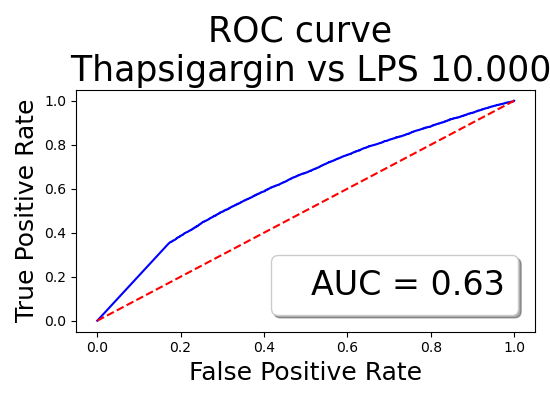 ROC curve
Thapsigargin vs LPS 10.000
True Positive Rate
1.0
0.8
0.6
0.4
0.2
0.0
AUC = 0.63
0.0 0.2 0.4 0.6 0.8 1.0
False Positive Rate